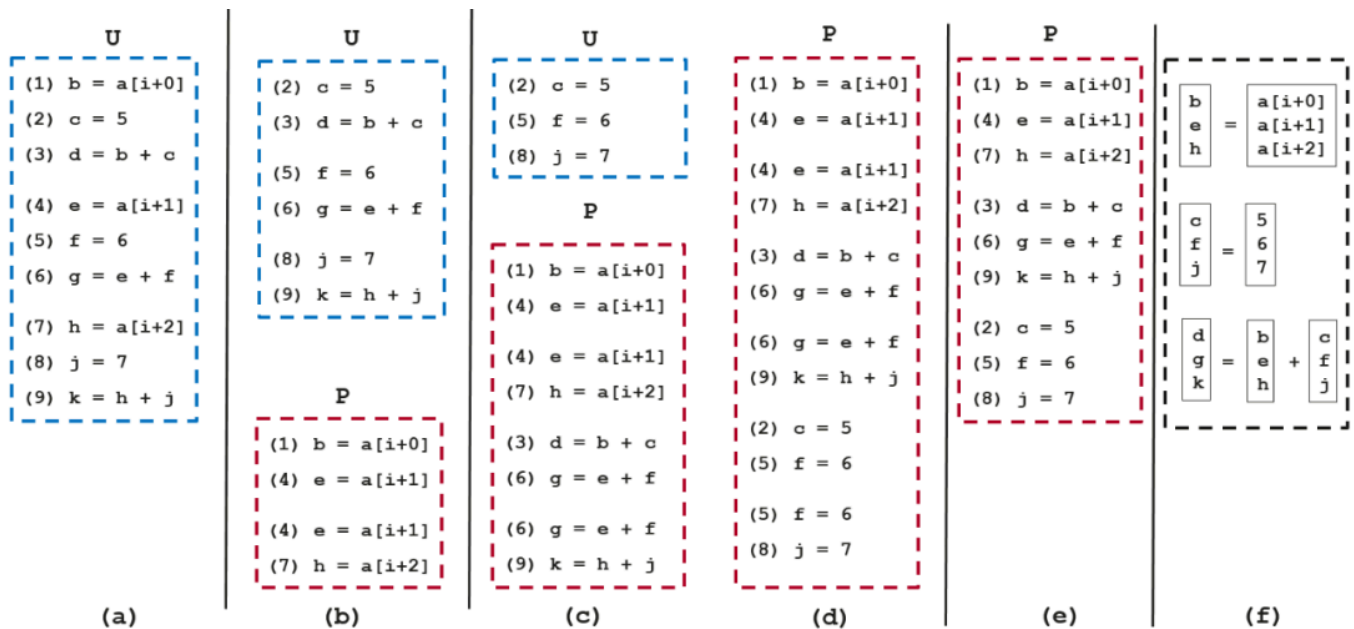 U
(1) b = a[i+0]
(2) c = 5
(3) d = b + c
(4) e = a[i+1]
(5) f = 6
(6) g = e + f
(7) h = a[i+2]
(8) j = 7
(9) k = h + j
(a)
U
(2) c = 5
(3) d = b + c
(5) f = 6
(6) g = e + f
(8) j = 7
(9) k = h + j
P
(1) b = a[i+0]
(4) e = a[i+1]
(4) e = a[i+1]
(7) h = a[i+2]
(b)
U
(2) c = 5
(5) f = 6
(8) j = 7
P
(1) b = a[i+0]
(4) e = a[i+1]
(4) e = a[i+1]
(7) h = a[i+2]
(3) d = b + c
(6) g = e + f
(6) g = e + f
(9) k = h + j
(c)
P
(1) b = a[i+0]
(4) e = a[i+1]
(4) e = a[i+1]
(7) h = a[i+2]
(3) d = b + c
(6) g = e + f
(6) g = e + f
(9) k = h + j
(2) c = 5
(5) f = 6
(5) f = 6
(8) j = 7
(d)
P
(1) b = a[i+0]
(4) e = a[i+1]
(7) h = a[i+2]
(3) d = b + c
(6) g = e + f
(9) k = h + j
(2) c = 5
(5) f = 6
(8) j = 7
(e)
b a[i+0]
e = a[i+1]
h a[i+2]
c 5
f = 6
j 7
d b c
g = e + f
k h j
(f)